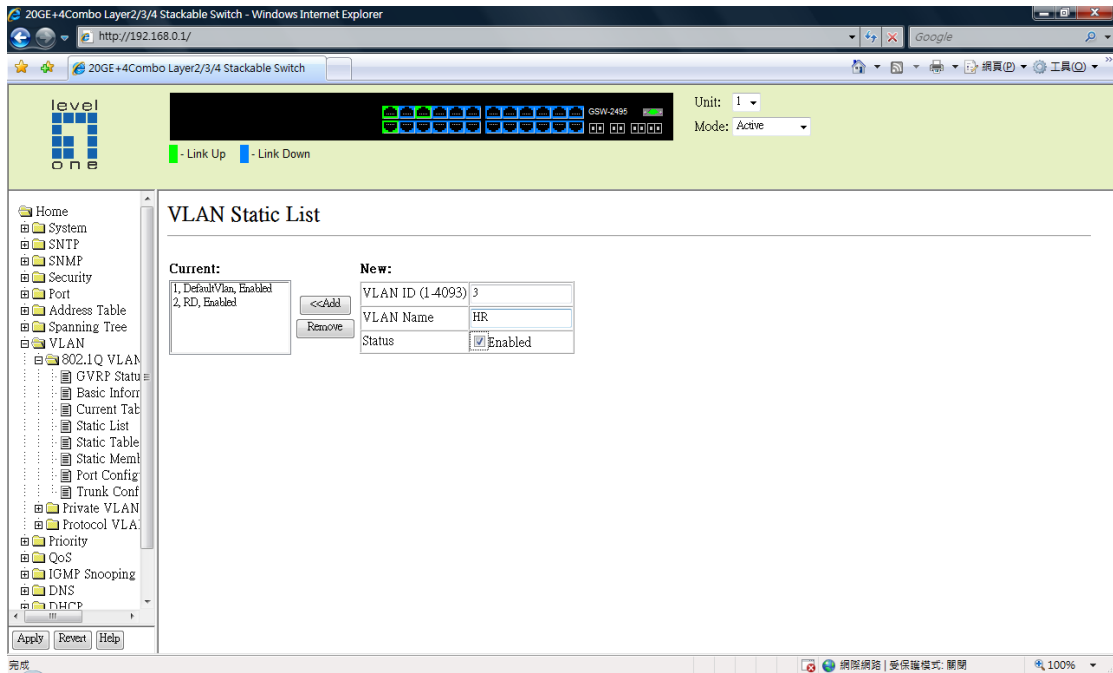 20GE+4Combo Layer2/3/4 Stackable Switch - Windows Internet Explorer
http://192.168.0.1/
Google
20GE+4Combo Layer2/3/4 Stackable Switch
網頁(P)
工具(O)
level
one
GSW-2495
- Link Up
- Link Down
Unit: 1
Mode: Active
Home
System
SNTP
SNMP
Security
Port
Address Table
Spanning Tree
VLAN
802.1Q VLAN
GVRP Statu
Basic Inform
Current Tab
Static List
Static Table
Static Memb
Port Config
Trunk Conf
Private VLAN
Protocol VLA
Priority
QoS
IGMP Snooping
DNS
DHCP
Apply
Revert
Help
VLAN Static List
Current:
1, DefaultVlan, Enabled
2, RD, Enabled
<<Add
Remove
New:
VLAN ID (1-4093) 3
VLAN Name HR
Status Enabled
完成
網際網路 | 受保護模式: 關閉
100%